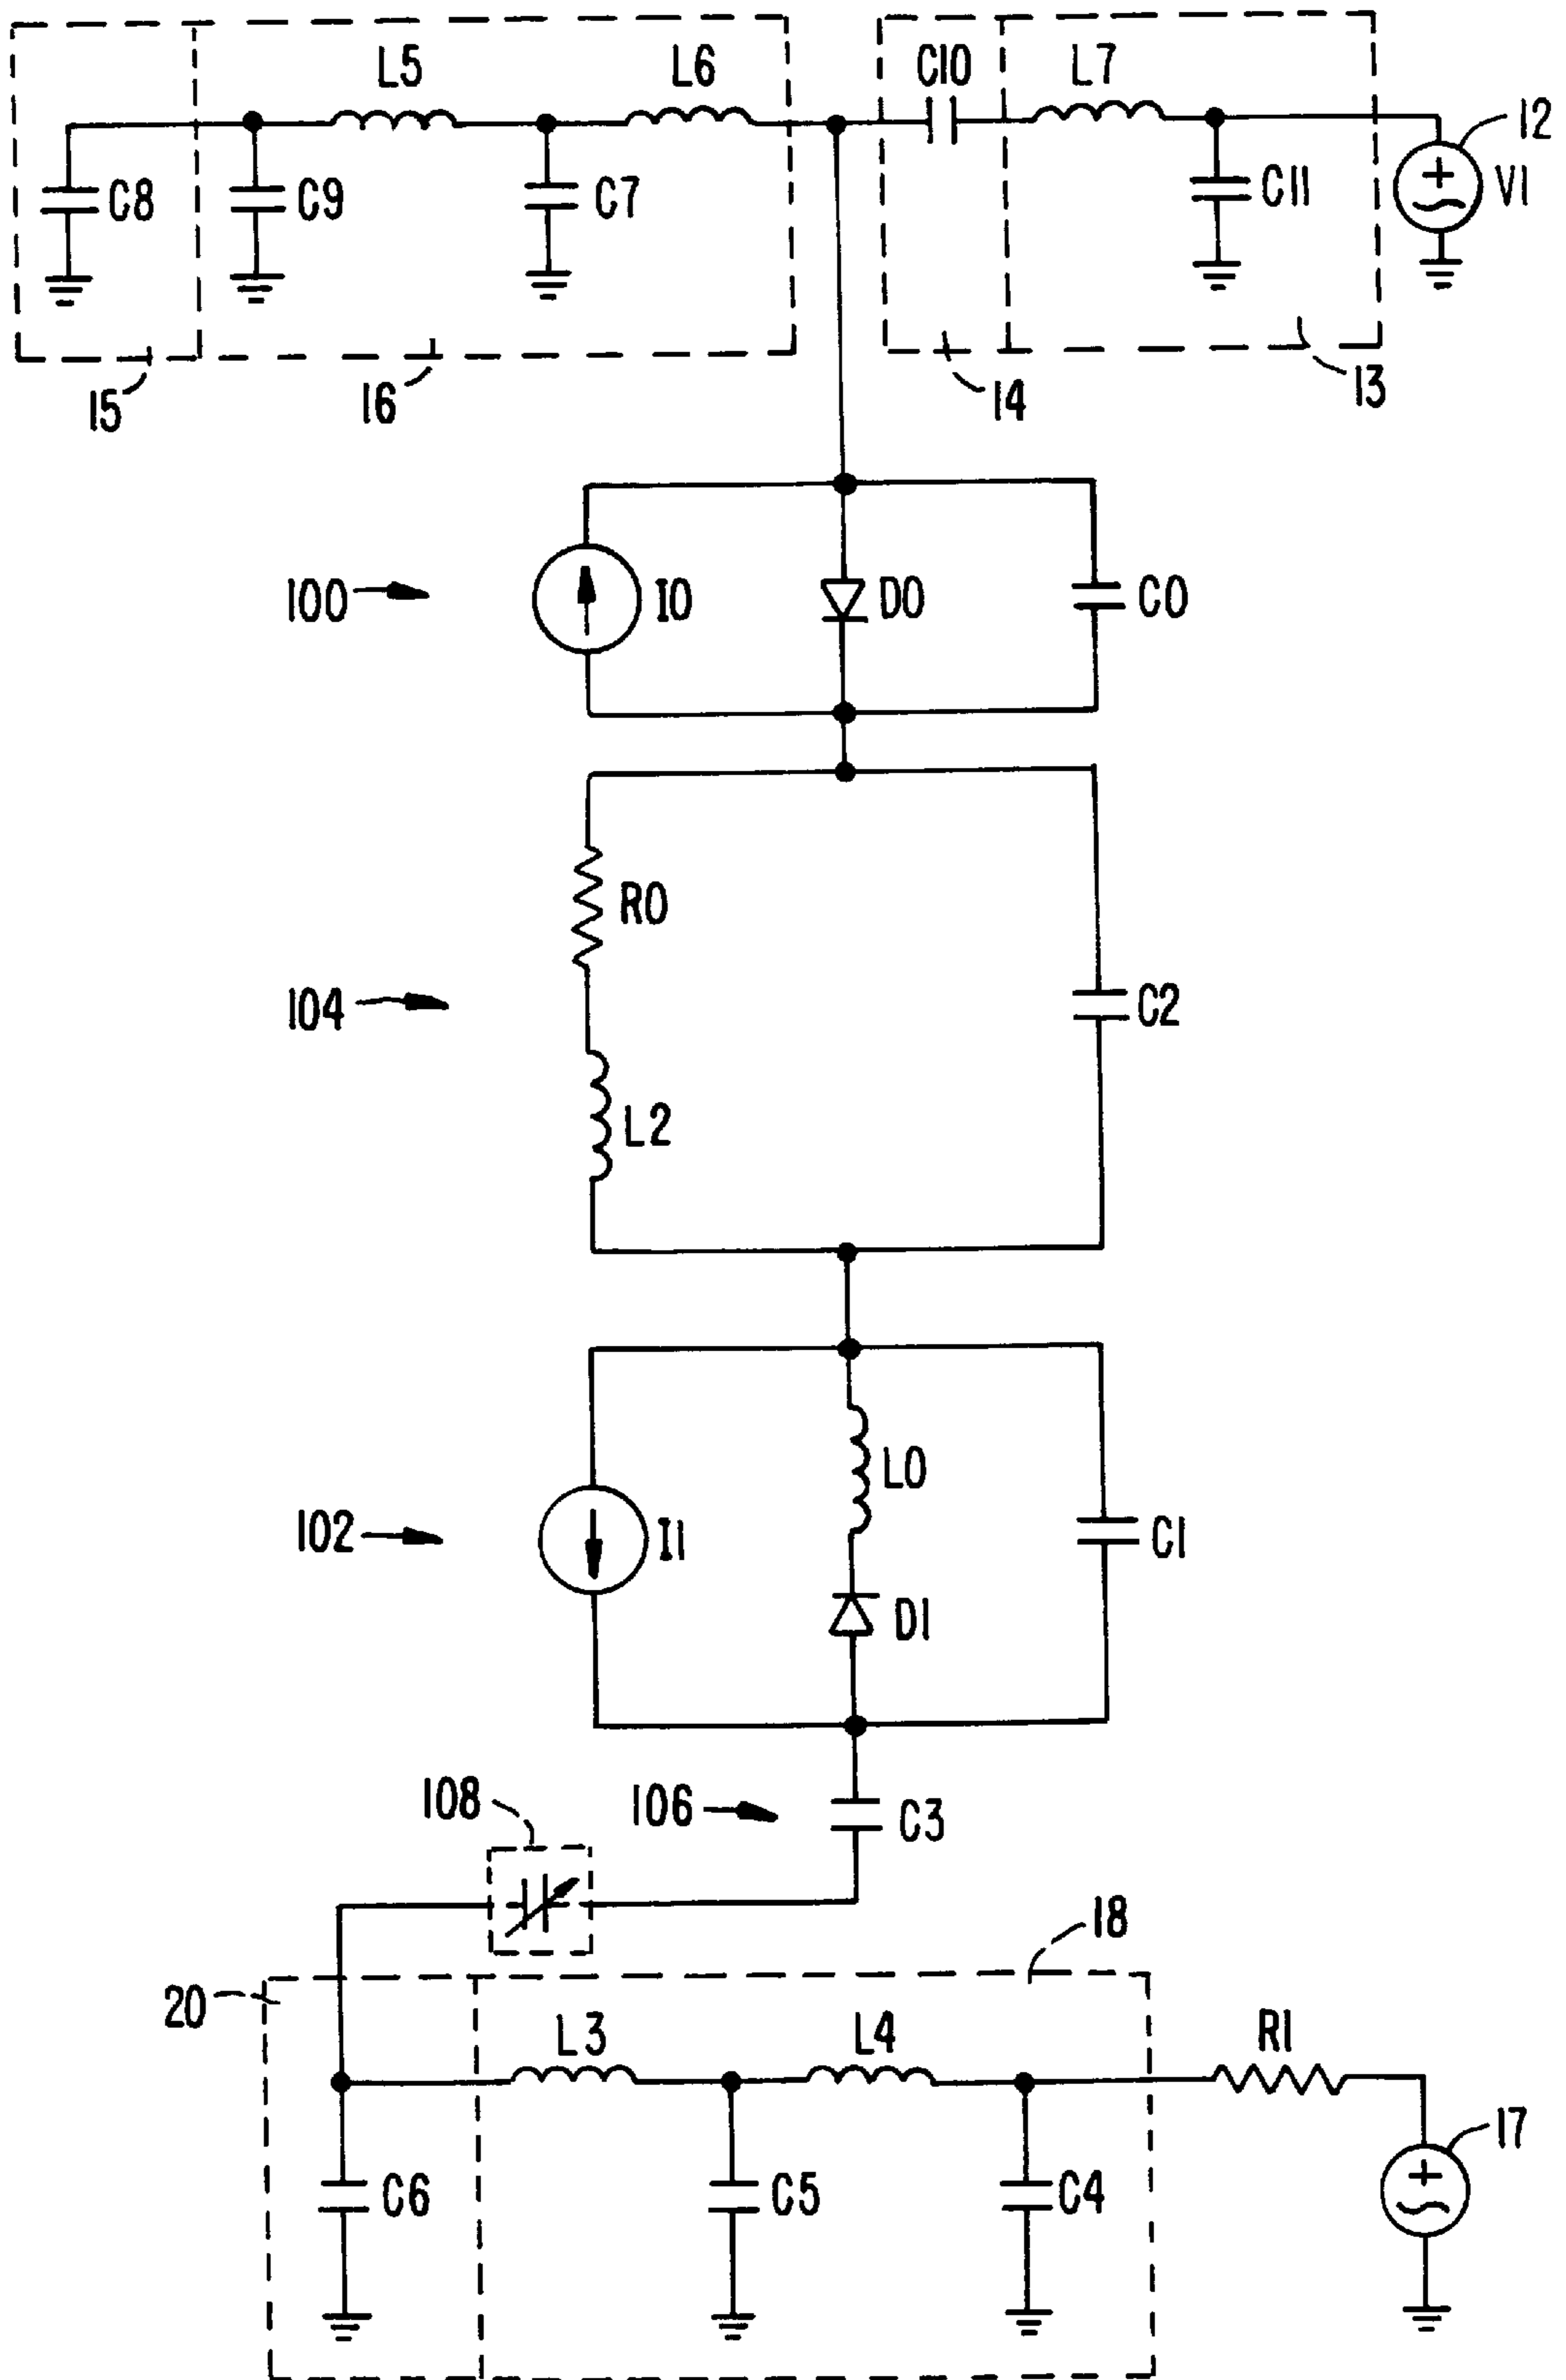 L5 L6 C10 L7 12
C8 C9 C7 C11 V1
15 16 14 13
100 I0 D0 C0
R0
104 C2
L2
L0
102 I1 C1
D1
108 106 C3
18
20 L3 L4 R1
17
C6 C5 C4